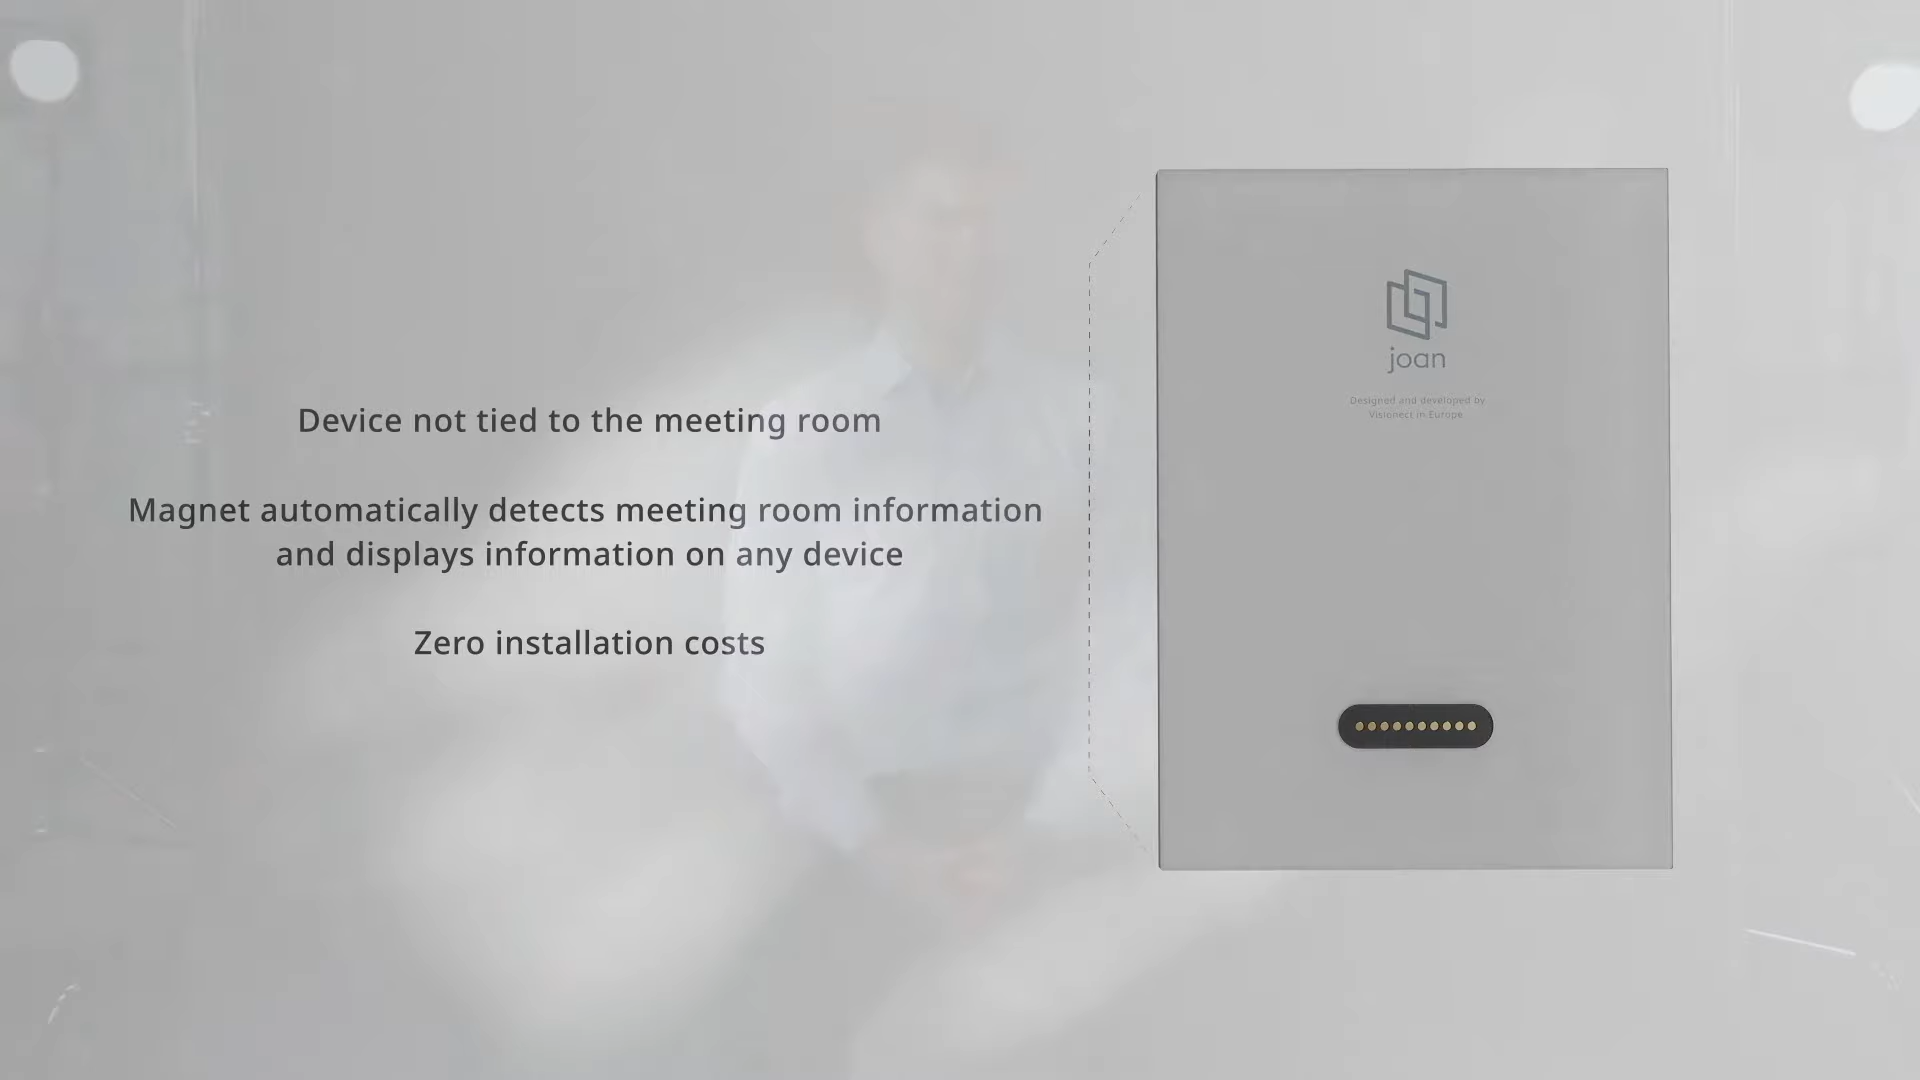 Device not tied to the meeting room
Magnet automatically detects meeting room information
and displays information on any device
Zero installation costs
joan
Designed and developed by
Visionect in Europe